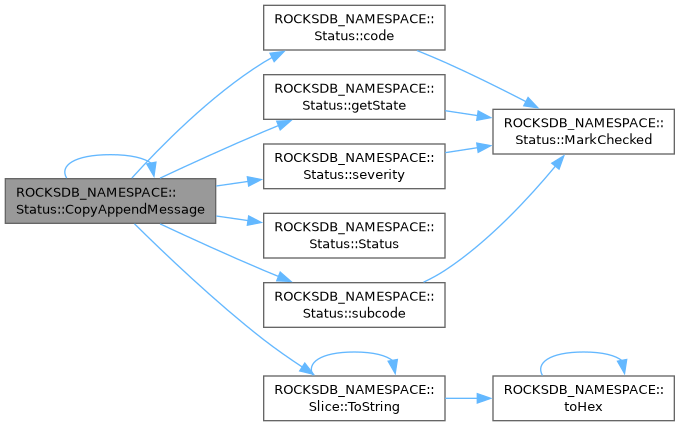 ROCKSDB_NAMESPACE::
Status::CopyAppendMessage
ROCKSDB_NAMESPACE::
Status::code
ROCKSDB_NAMESPACE::
Status::getState
ROCKSDB_NAMESPACE::
Status::severity
ROCKSDB_NAMESPACE::
Status::Status
ROCKSDB_NAMESPACE::
Status::subcode
ROCKSDB_NAMESPACE::
Slice::ToString
ROCKSDB_NAMESPACE::
Status::MarkChecked
ROCKSDB_NAMESPACE::
toHex